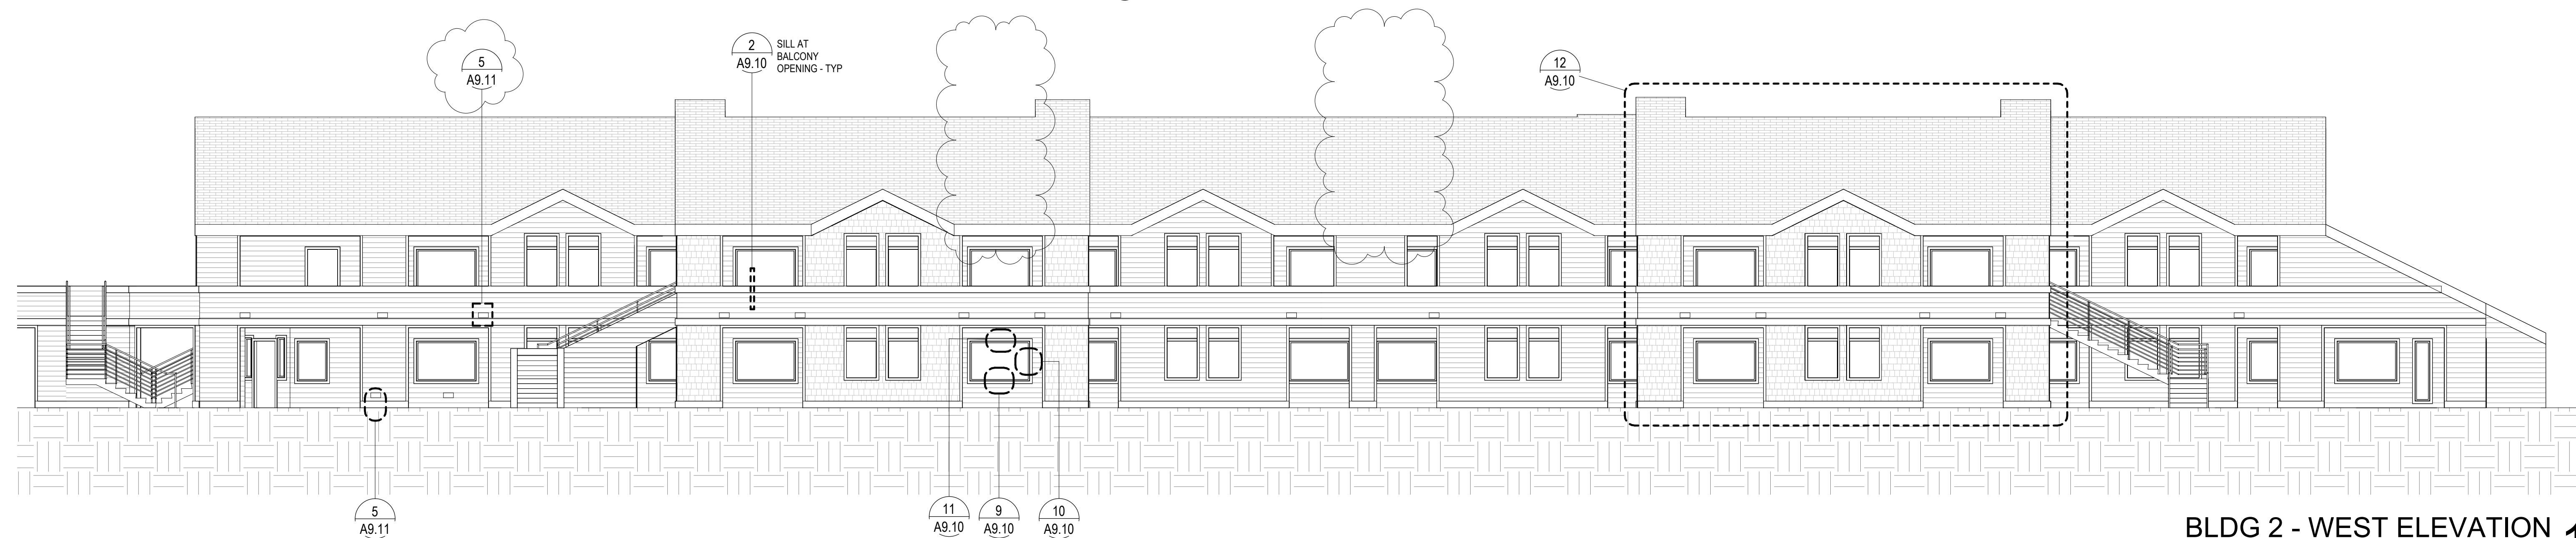 5
A9.11
2
A9.10
SILL AT
BALCONY
OPENING - TYP
12
A9.10
5
A9.11
11
A9.10
9
A9.10
10
A9.10
BLDG 2 - WEST ELEVATION